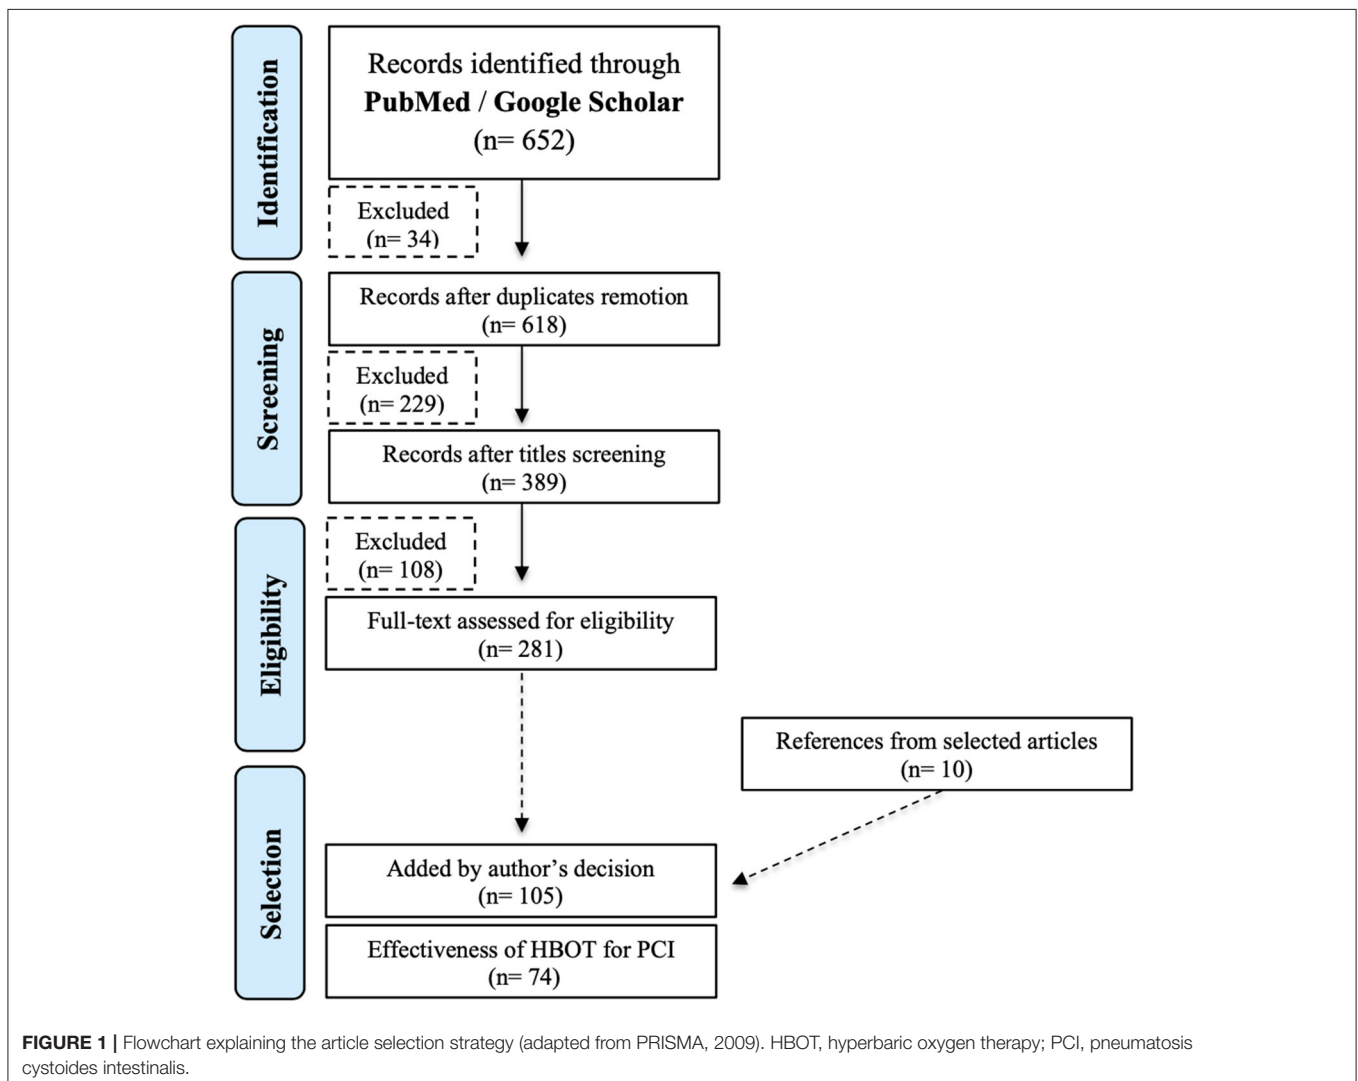 Identification
Records identified through
PubMed / Google Scholar
(n= 652)
Excluded
(n= 34)
Screening
Records after duplicates remotion
(n= 618)
Excluded
(n= 229)
Records after titles screening
(n= 389)
Eligibility
Excluded
(n= 108)
Full-text assessed for eligibility
(n= 281)
References from selected articles
(n= 10)
Selection
Added by author's decision
(n= 105)
Effectiveness of HBOT for PCI
(n= 74)
FIGURE 1 | Flowchart explaining the article selection strategy (adapted from PRISMA, 2009). HBOT, hyperbaric oxygen therapy; PCI, pneumatosis
cystoides intestinalis.